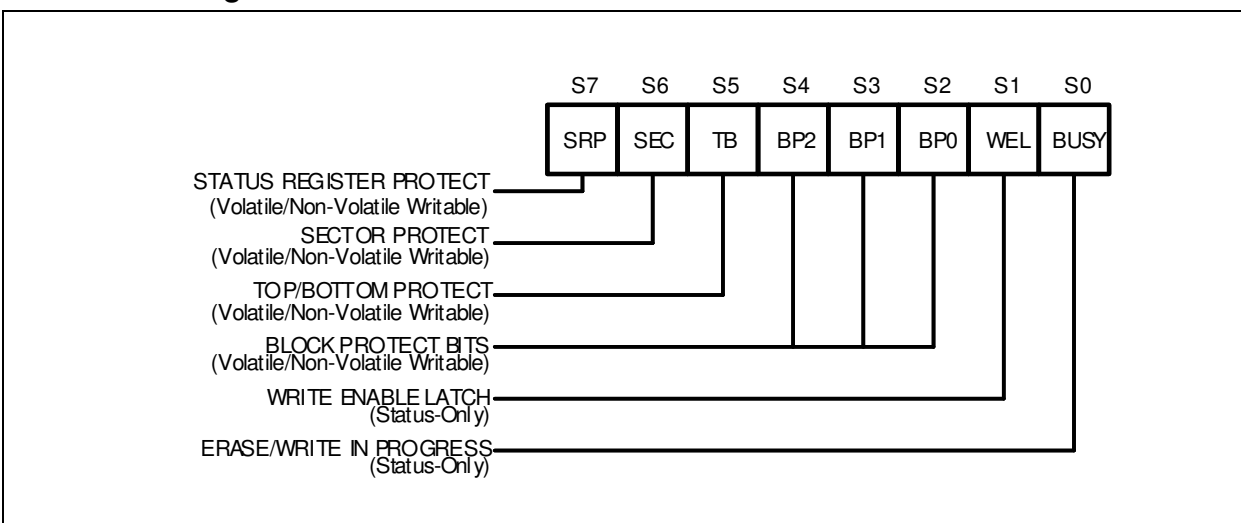 S7 S6 S5 S4 S3 S2 S1 S0
SRP SEC TB BP2 BP1 BP0 WEL BUSY
STATUS REGISTER PROTECT
(Volatile/Non-Volatile Writable)
SECTOR PROTECT
(Volatile/Non-Volatile Writable)
TOP/BOTTOM PROTECT
(Volatile/Non-Volatile Writable)
BLOCK PROTECT BITS
(Volatile/Non-Volatile Writable)
WRITE ENABLE LATCH
(Status-Only)
ERASE/WRITE IN PROGRESS
(Status-Only)